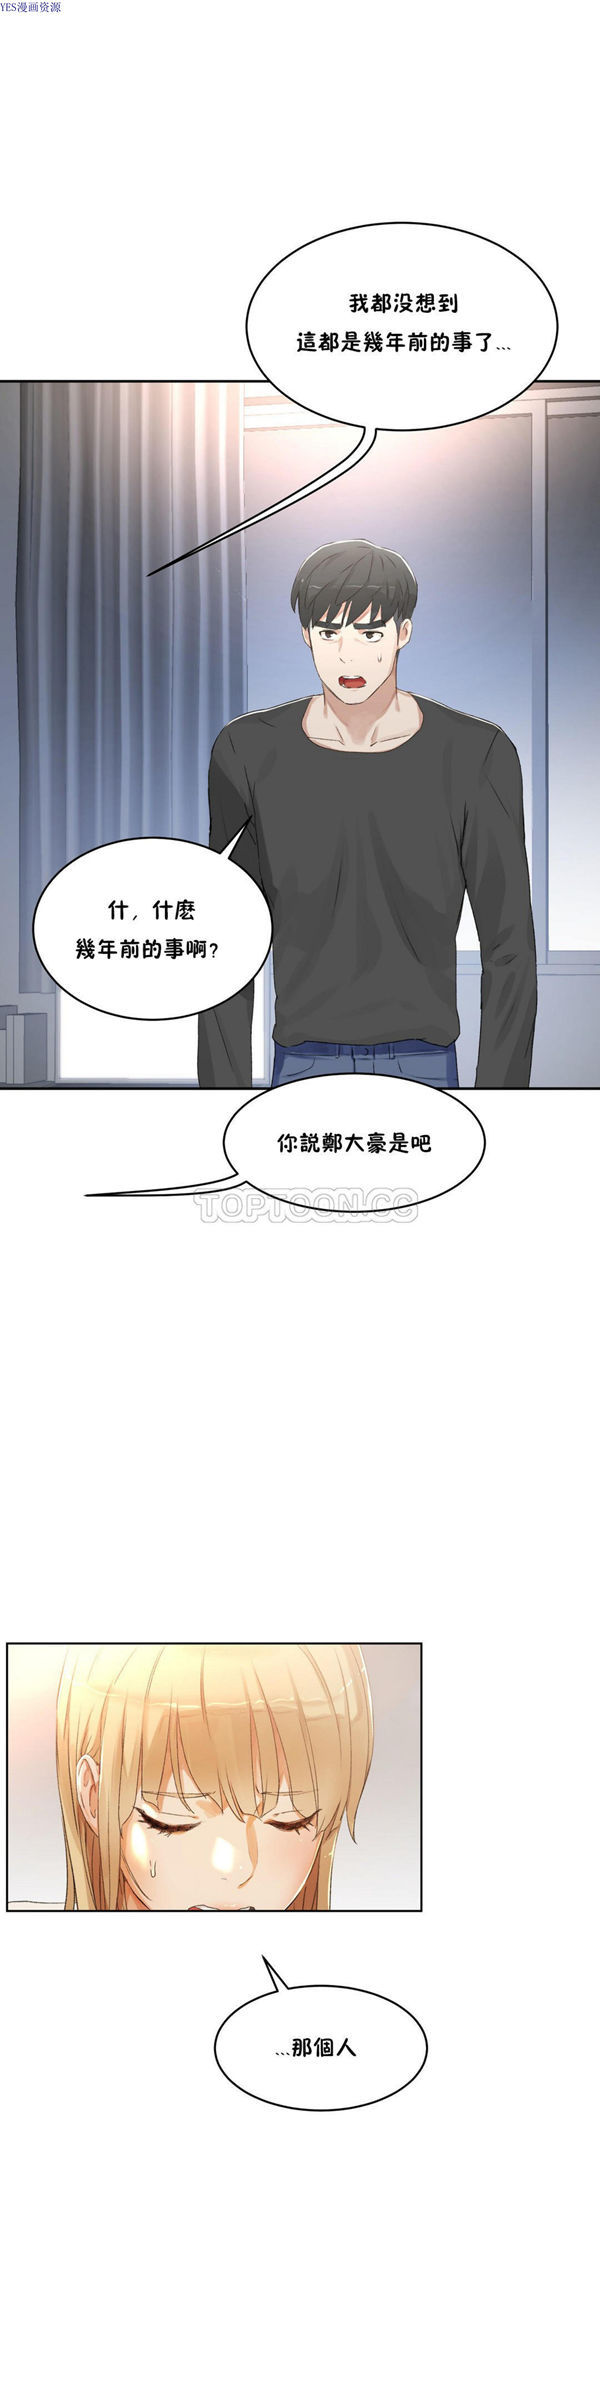 YES漫画资源
我都没想到
這都是幾年前的事了...
什，什麽
幾年前的事啊?
你說鄭大豪是吧
TOPTOON.CC
...那個人